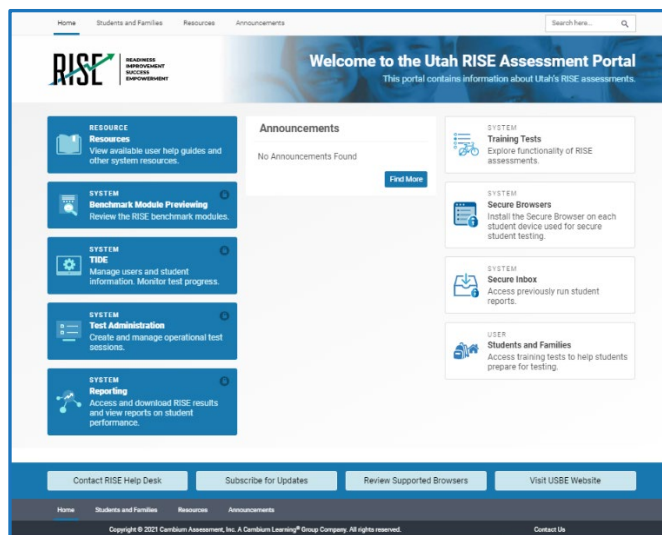 Home Students and Families Resources Announcements
Search here...
RISE
READINESS
IMPROVEMENT
SUCCESS
EMPOWERMENT
Welcome to the Utah RISE Assessment Portal
This portal contains information about Utah's RISE assessments.
RESOURCE
Resources
View available user help guides and
other system resources.
SYSTEM
Benchmark Module Previewing
Review the RISE benchmark modules.
SYSTEM
TIDE
Manage users and student
information. Monitor test progress.
SYSTEM
Test Administration
Create and manage operational test
sessions.
SYSTEM
Reporting
Access and download RISE results
and view reports on student
performance.
Announcements
No Announcements Found
Find More
SYSTEM
Training Tests
Explore functionality of RISE
assessments.
SYSTEM
Secure Browsers
Install the Secure Browser on each
student device used for secure
student testing.
SYSTEM
Secure Inbox
Access previously run student
reports.
USER
Students and Families
Access training tests to help students
prepare for testing.
Contact RISE Help Desk
Subscribe for Updates
Review Supported Browsers
Visit USBE Website
Home Students and Families Resources Announcements
Copyright © 2021 Cambium Assessment, Inc. A Cambium Learning® Group Company. All rights reserved.
Contact Us